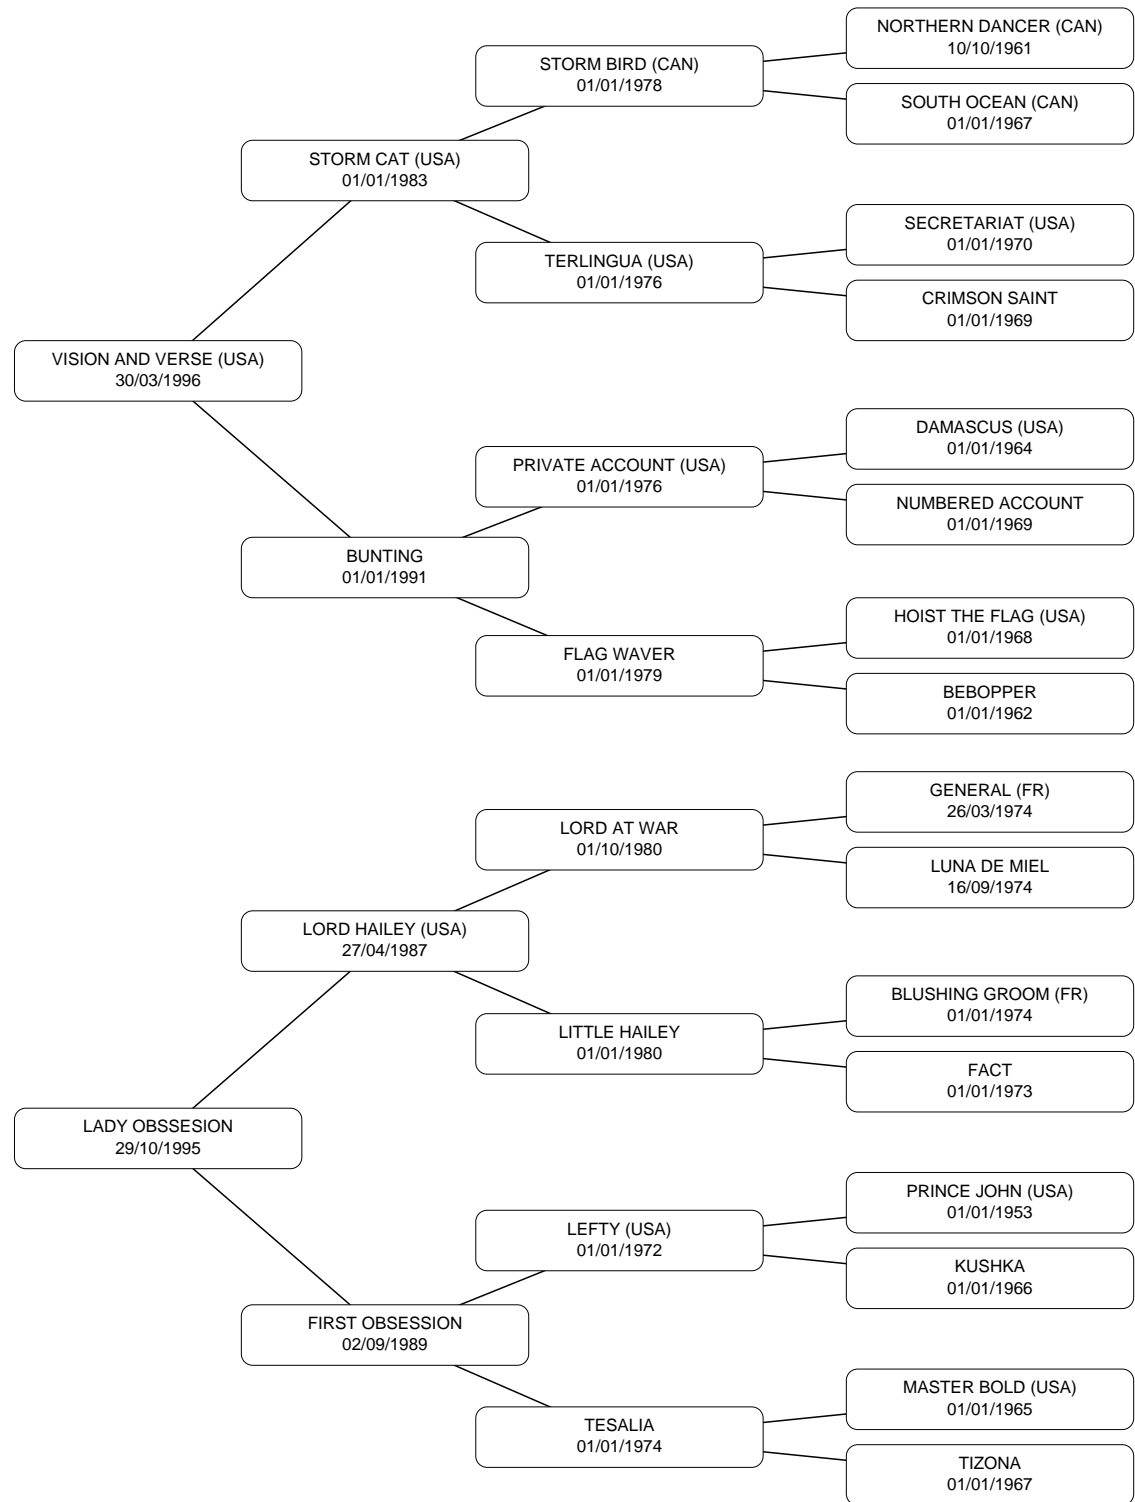 NORTHERN DANCER (CAN)
10/10/1961
STORM BIRD (CAN)
01/01/1978
SOUTH OCEAN (CAN)
01/01/1967
STORM CAT (USA)
01/01/1983
SECRETARIAT (USA)
01/01/1970
TERLINGUA (USA)
01/01/1976
CRIMSON SAINT
01/01/1969
VISION AND VERSE (USA)
30/03/1996
DAMASCUS (USA)
01/01/1964
PRIVATE ACCOUNT (USA)
01/01/1976
NUMBERED ACCOUNT
01/01/1969
BUNTING
01/01/1991
HOIST THE FLAG (USA)
01/01/1968
FLAG WAVER
01/01/1979
BEBOPPER
01/01/1962
GENERAL (FR)
26/03/1974
LORD AT WAR
01/10/1980
LUNA DE MIEL
16/09/1974
LORD HAILEY (USA)
27/04/1987
BLUSHING GROOM (FR)
01/01/1974
LITTLE HAILEY
01/01/1980
FACT
01/01/1973
LADY OBSSESION
29/10/1995
PRINCE JOHN (USA)
01/01/1953
LEFTY (USA)
01/01/1972
KUSHKA
01/01/1966
FIRST OBSESSION
02/09/1989
MASTER BOLD (USA)
01/01/1965
TESALIA
01/01/1974
TIZONA
01/01/1967